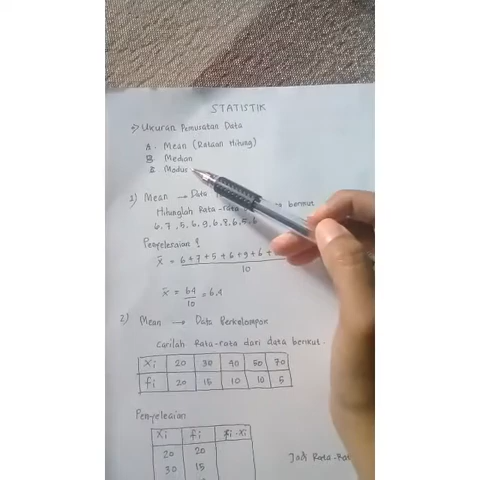 STATISTIK
=> Ukuran Pemusatan Data
A. Mean (Rataan Hitung)
B. Median
C. Modus
1) Mean → Data
Hitunglah Rata-rata berikut
6, 7, 5, 6, 9, 6, 8, 6, 5, 6
Penyelesaian :
x̄ = 6+7+5+6+9+6+
10
x̄ = 64/10 = 6,4
2) Mean → Data Berkelompok
Carilah Rata-rata dari data berikut.
Xi 20 30 40 50 70
fi 20 15 10 10 5
Penyelesaian
Xi fi fi.xi
20 20
30 15
Jadi Rata-Ra